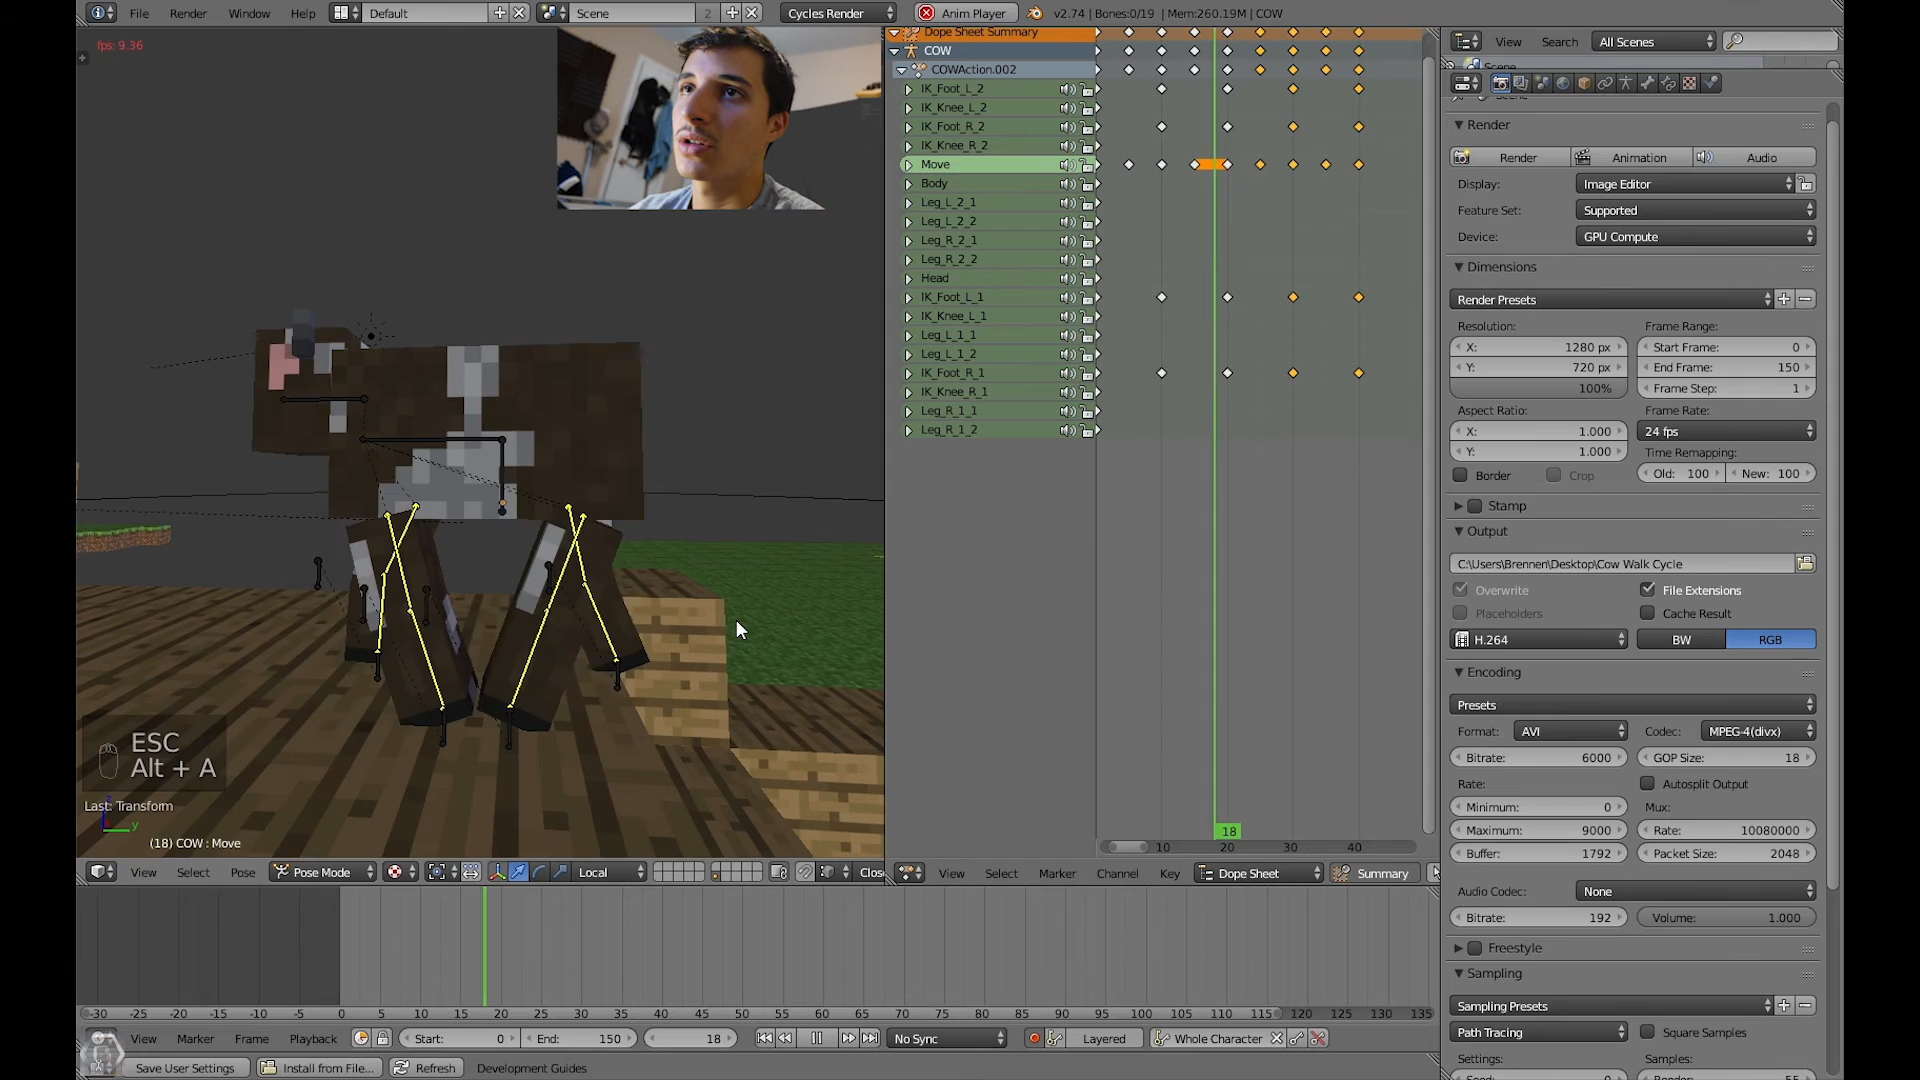 File Render Window Help Default Scene 2 Cycles Render Anim Player v2.74 | Bones:0/19 | Mem:260.19M | COW
fps: 9.36
ESC
Alt + A
Last: Transform
y
(18) COW : Move
View Select Pose Pose Mode Local Clos
Dope Sheet Summary
COW
COWAction.002
IK_Foot_L_2
IK_Knee_L_2
IK_Foot_R_2
IK_Knee_R_2
Move
Body
Leg_L_2_1
Leg_L_2_2
Leg_R_2_1
Leg_R_2_2
Head
IK_Foot_L_1
IK_Knee_L_1
Leg_L_1_1
Leg_L_1_2
IK_Foot_R_1
IK_Knee_R_1
Leg_R_1_1
Leg_R_1_2
18
10 20 30 40
View Select Marker Channel Key Dope Sheet Summary
View Search All Scenes
Scene
Render
Render Animation Audio
Display: Image Editor
Feature Set: Supported
Device: GPU Compute
Dimensions
Render Presets
Resolution: Frame Range:
X: 1280 px Start Frame: 0
Y: 720 px End Frame: 150
100% Frame Step: 1
Aspect Ratio: Frame Rate:
X: 1.000 24 fps
Y: 1.000 Time Remapping:
Border Crop Old: 100 New: 100
Stamp
Output
C:\Users\Brennen\Desktop\Cow Walk Cycle
Overwrite File Extensions
Placeholders Cache Result
H.264 BW RGB
Encoding
Presets
Format: AVI Codec: MPEG-4(divx)
Bitrate: 6000 GOP Size: 18
Rate: Autosplit Output
Minimum: 0 Mux:
Maximum: 9000 Rate: 10080000
Buffer: 1792 Packet Size: 2048
Audio Codec: None
Bitrate: 192 Volume: 1.000
Freestyle
Sampling
Sampling Presets
Path Tracing Square Samples
Settings: Samples:
-30 -25 -20 -15 -10 -5 0 5 10 15 20 25 30 35 40 45 50 55 60 65 70 75 80 85 90 95 100 105 110 115 120 125 130 135
View Marker Frame Playback Start: 0 End: 150 18 No Sync Layered Whole Character
Save User Settings Install from File... Refresh Development Guides